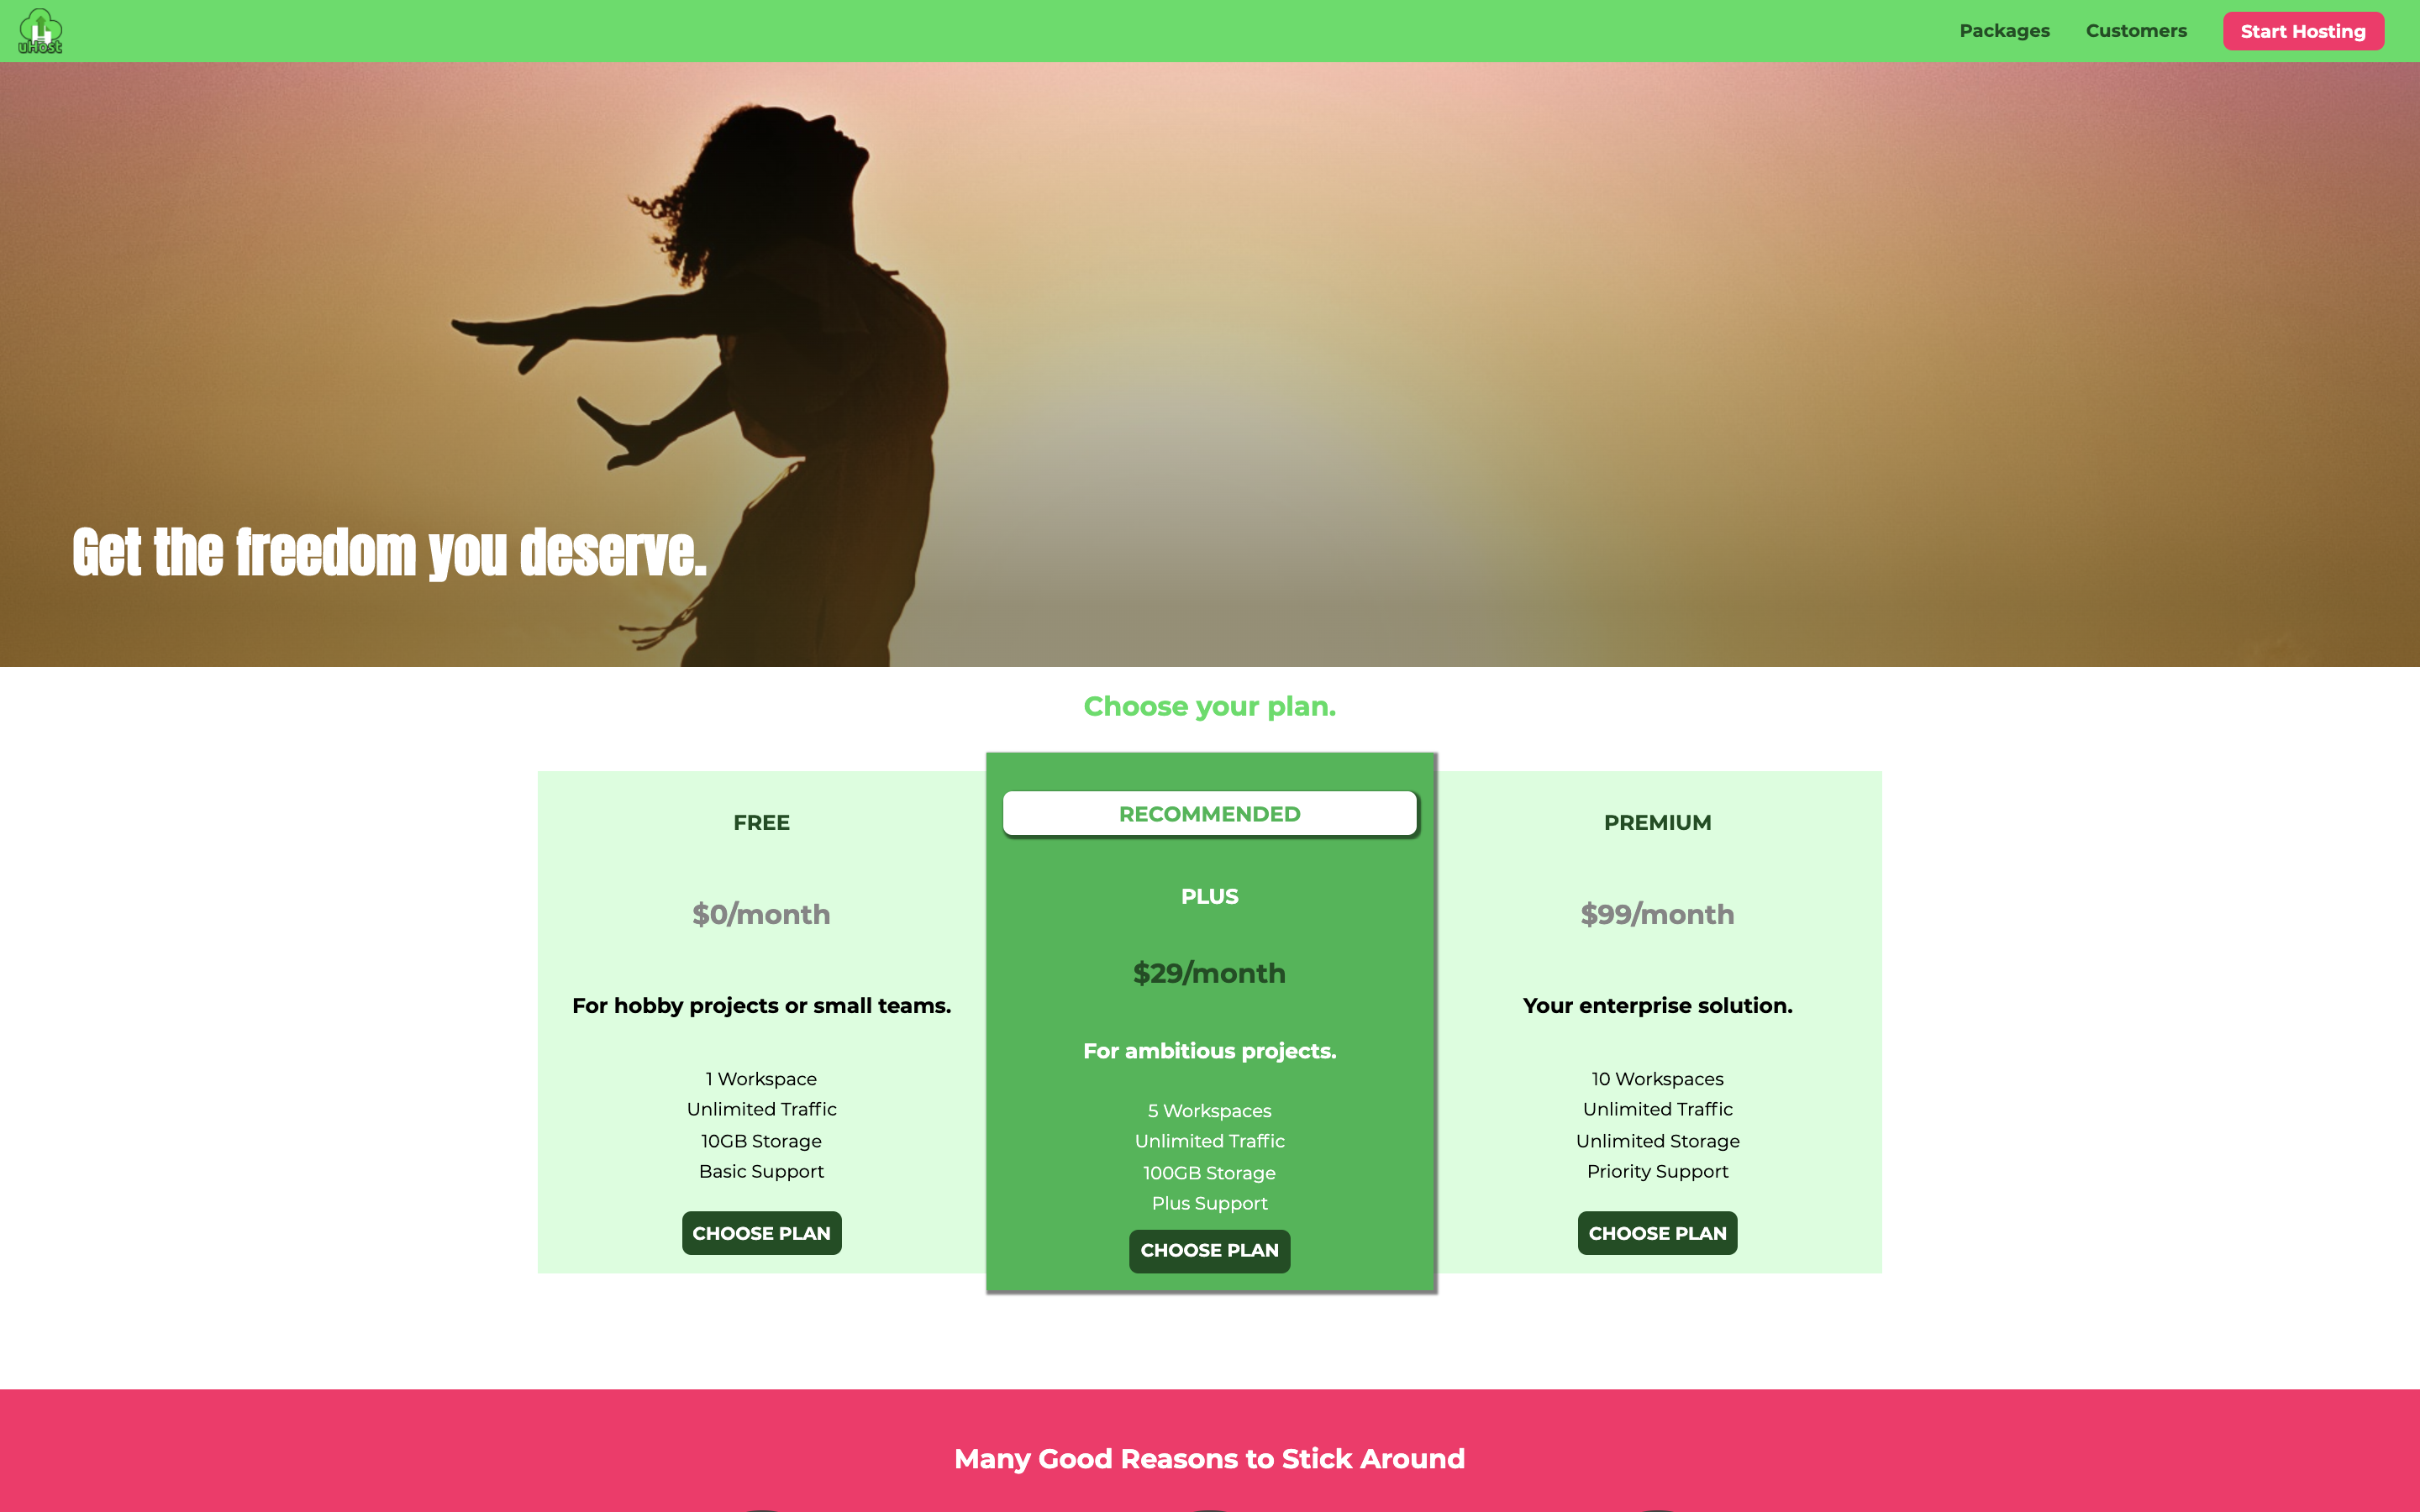 uHost
Packages
Customers
Start Hosting
Get the freedom you deserve.
Choose your plan.
FREE
$0/month
For hobby projects or small teams.
1 Workspace
Unlimited Traffic
10GB Storage
Basic Support
CHOOSE PLAN
RECOMMENDED
PLUS
$29/month
For ambitious projects.
5 Workspaces
Unlimited Traffic
100GB Storage
Plus Support
CHOOSE PLAN
PREMIUM
$99/month
Your enterprise solution.
10 Workspaces
Unlimited Traffic
Unlimited Storage
Priority Support
CHOOSE PLAN
Many Good Reasons to Stick Around